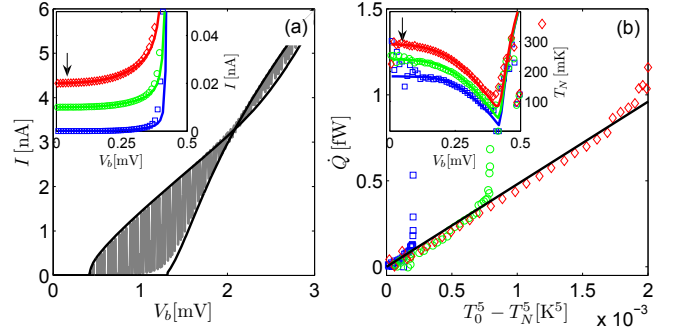 (a)
I [nA]
6
5
4
3
2
1
0
0
1
2
3
V_b[mV]
0.04
0.02
0
I [nA]
0
0.25
0.50
V_b[mV]
(b)
Q̇ [fW]
1.5
1
0.5
0
0
0.5
1
1.5
2
T_0^5 − T_N^5[K^5]
x 10^-3
300
200
100
T_N [mK]
0
0.25
0.5
V_b[mV]